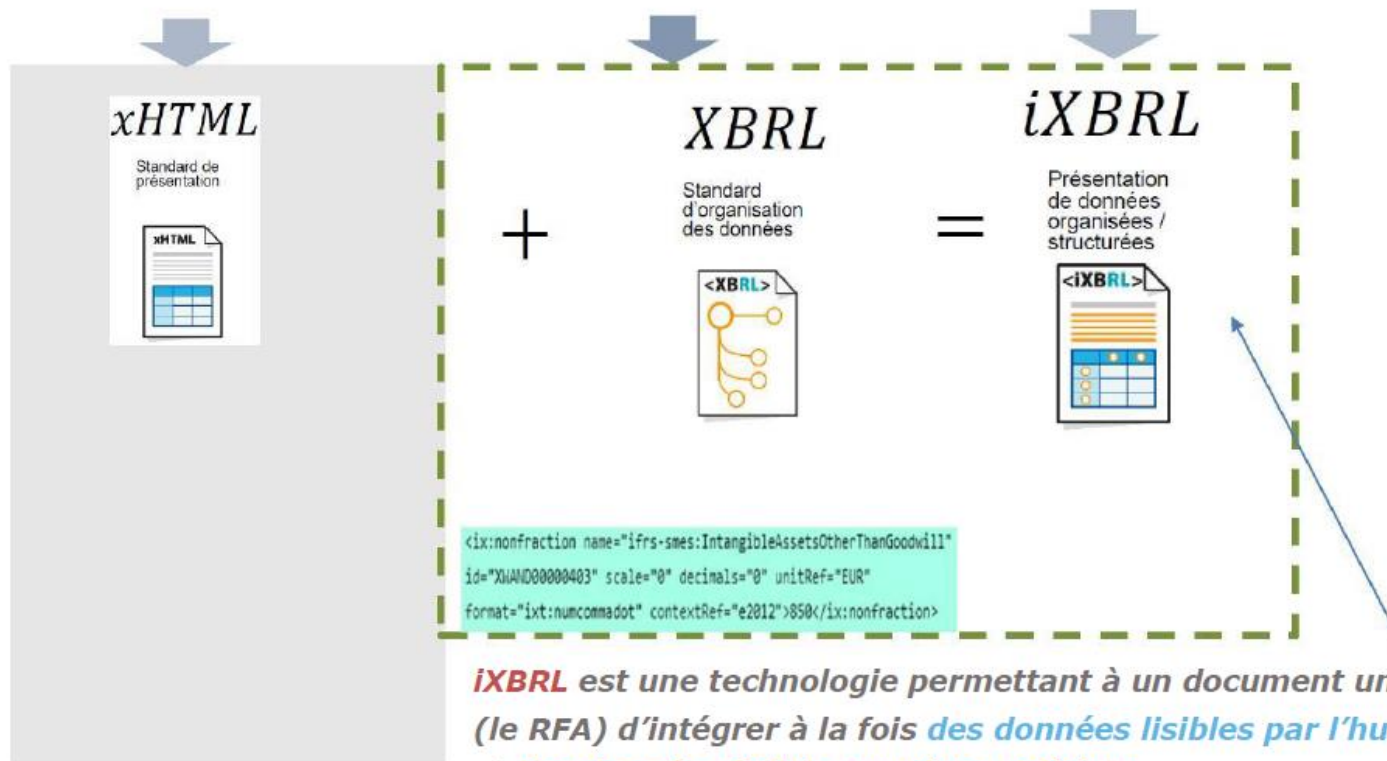 xHTML
Standard de
présentation
xHTML
+
XBRL
Standard
d'organisation
des données
<XBRL>
=
iXBRL
Présentation
de données
organisées /
structurées
<iXBRL>
<ix:nonfraction name="ifrs-smes:IntangibleAssetsOtherThanGoodwill"
id="XWAND00000403" scale="0" decimals="0" unitRef="EUR"
format="ixt:numcommadot" contextRef="e2012">850</ix:nonfraction>
iXBRL est une technologie permettant à un document un
(le RFA) d'intégrer à la fois des données lisibles par l'hu